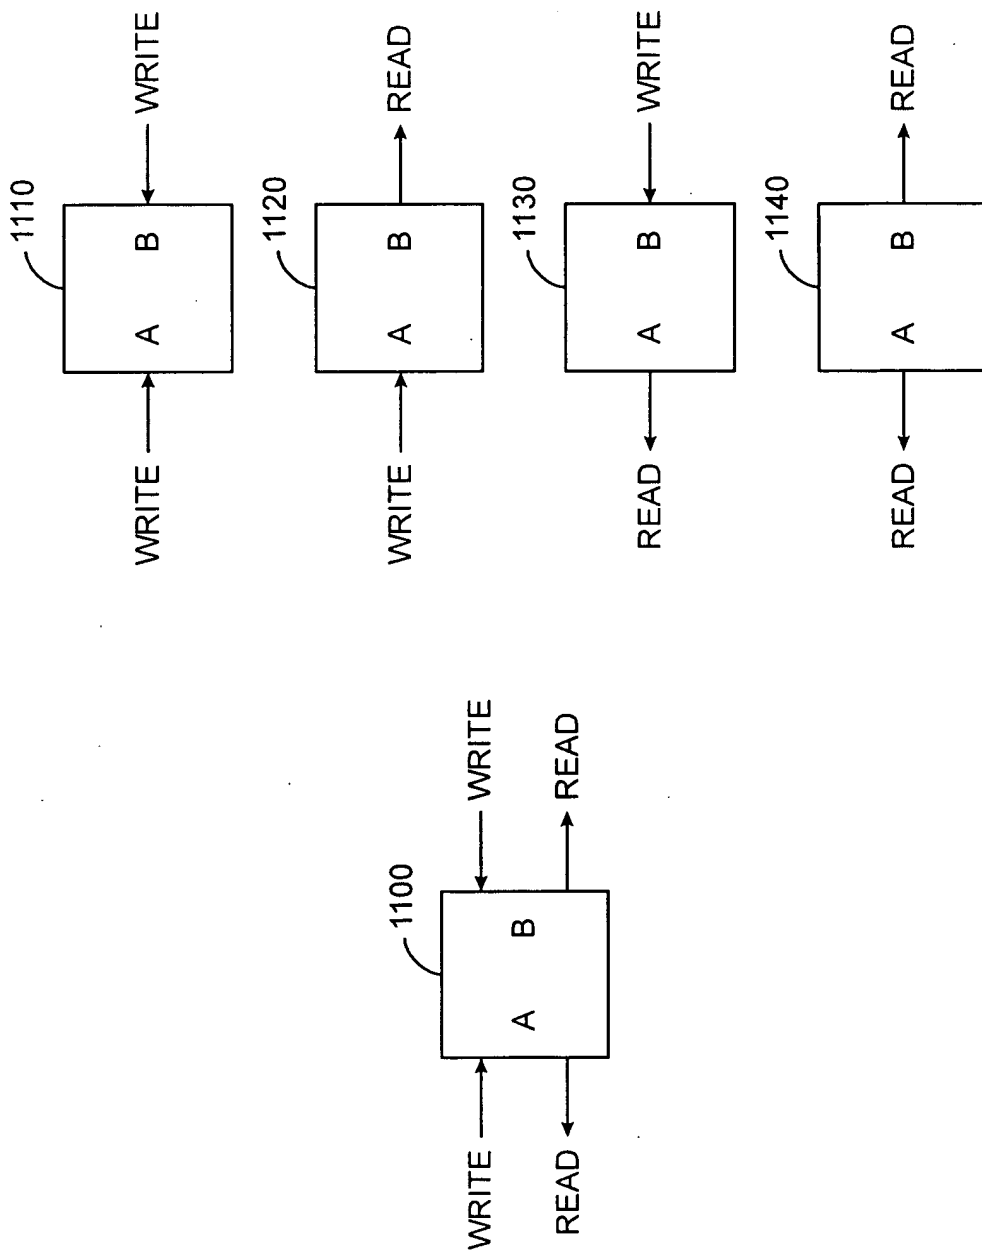 1100
WRITE
WRITE
A B
READ
READ
1110
WRITE A B WRITE
1120
WRITE A B READ
1130
READ A B WRITE
1140
READ A B READ